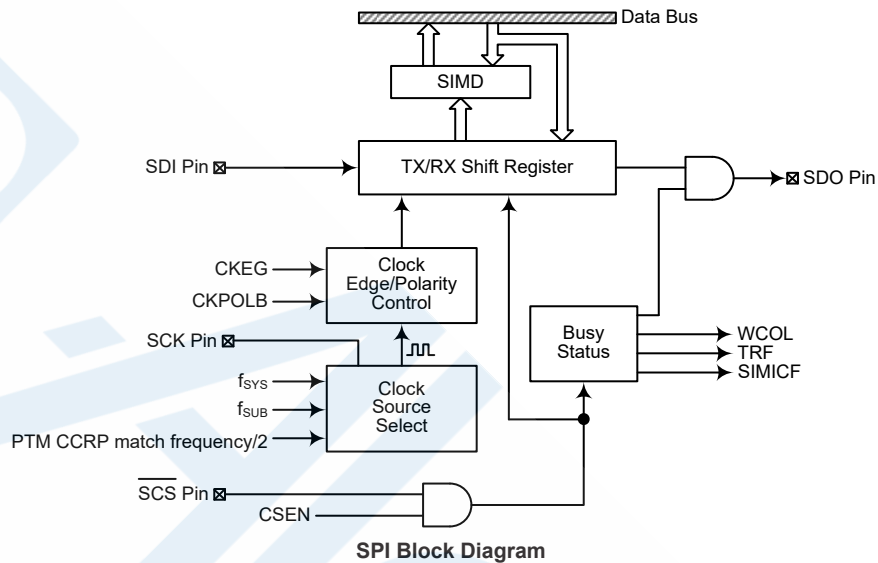 Data Bus
SIMD
SDI Pin
TX/RX Shift Register
SDO Pin
CKEG
CKPOLB
Clock
Edge/Polarity
Control
SCK Pin
fSYS
fSUB
PTM CCRP match frequency/2
Clock
Source
Select
Busy
Status
WCOL
TRF
SIMICF
SCS Pin
CSEN
SPI Block Diagram